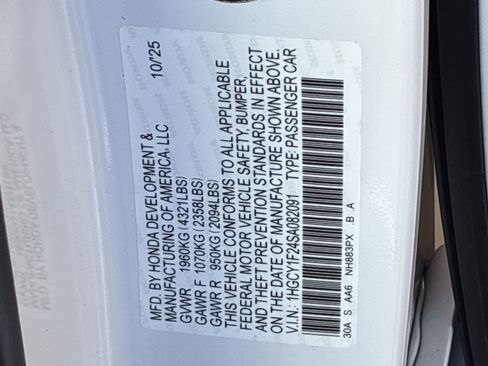 MFD. BY HONDA DEVELOPMENT & 10/25
MANUFACTURING OF AMERICA, LLC
GVWR 1960KG (4321LBS)
GAWR F 1070KG (2358LBS)
GAWR R 950KG (2094LBS)
THIS VEHICLE CONFORMS TO ALL APPLICABLE
FEDERAL MOTOR VEHICLE SAFETY, BUMPER,
AND THEFT PREVENTION STANDARDS IN EFFECT
ON THE DATE OF MANUFACTURE SHOWN ABOVE.
V.I.N.: 1HGCY1F24SA082091 TYPE: PASSENGER CAR
30A S AA6 NH883PX .B .A